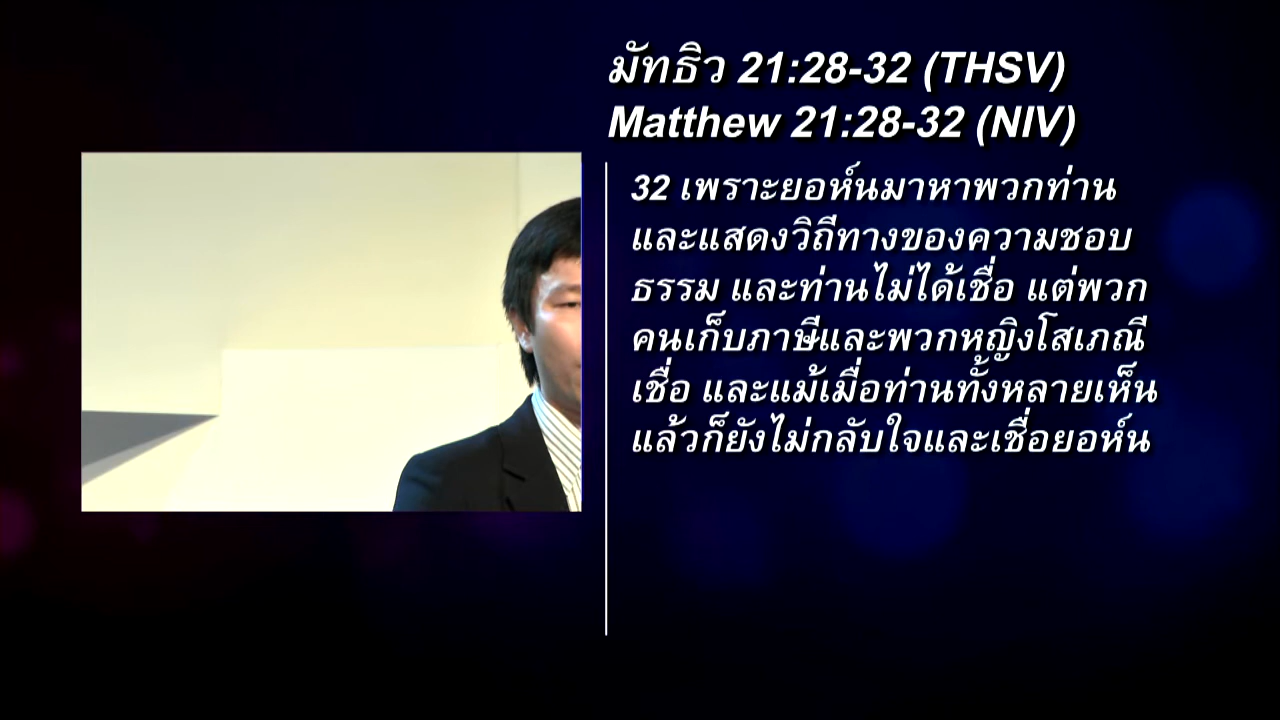 มัทธิว 21:28-32 (THSV)
Matthew 21:28-32 (NIV)
32 เพราะยอห์นมาหาพวกท่าน
และแสดงวิถีทางของความชอบ
ธรรม และท่านไม่ได้เชื่อ แต่พวก
คนเก็บภาษีและพวกหญิงโสเภณี
เชื่อ และแม้เมื่อท่านทั้งหลายเห็น
แล้วก็ยังไม่กลับใจและเชื่อยอห์น